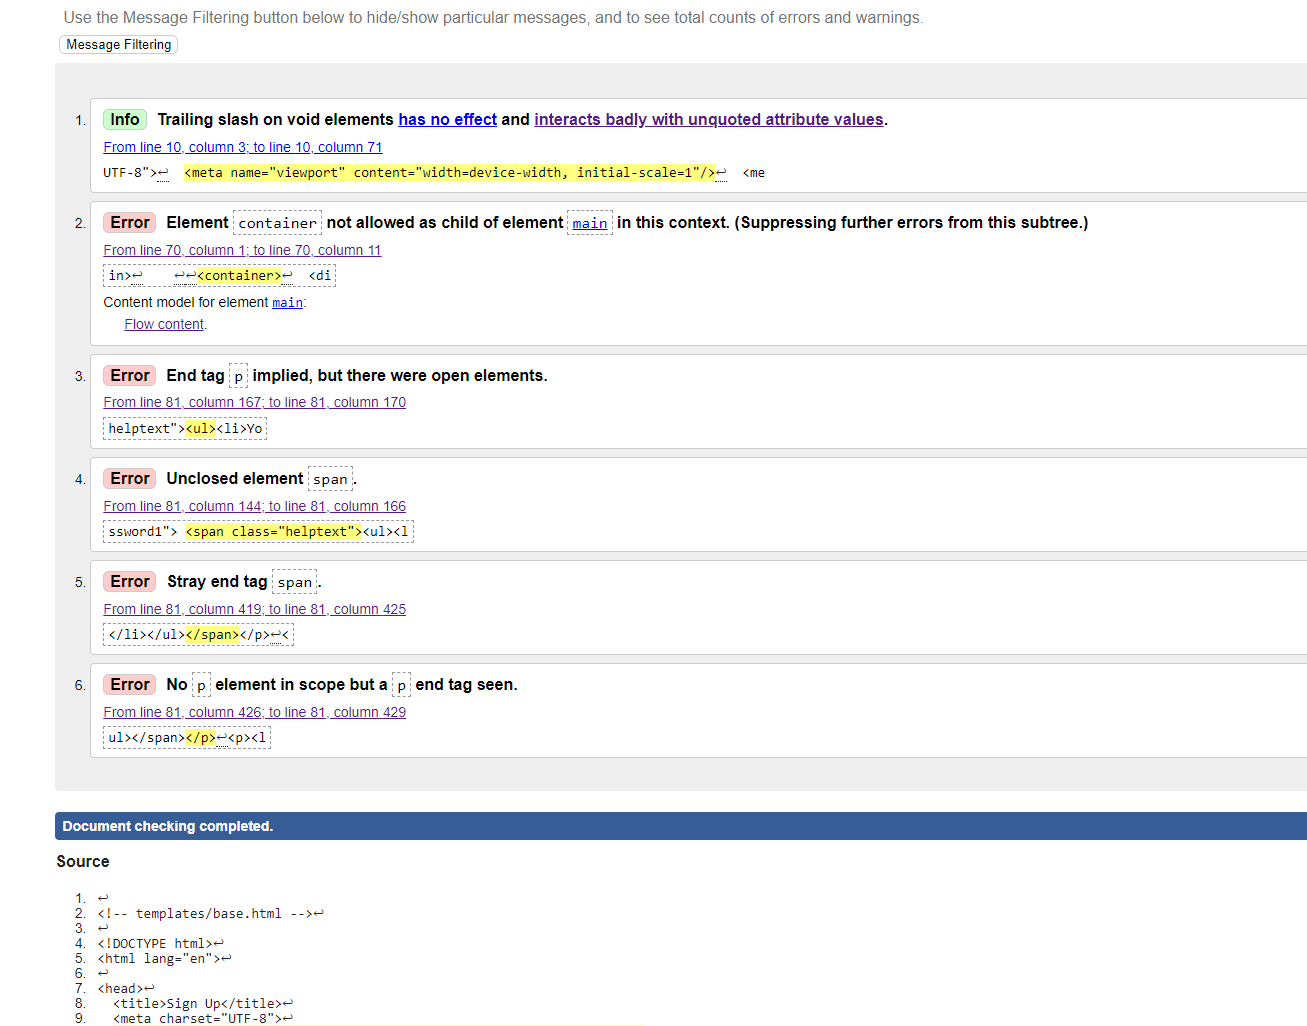 Use the Message Filtering button below to hide/show particular messages, and to see total counts of errors and warnings.
Message Filtering
1. Info Trailing slash on void elements has no effect and interacts badly with unquoted attribute values.
From line 10, column 3; to line 10, column 71
UTF-8">↩ <meta name="viewport" content="width=device-width, initial-scale=1"/>↩ <me
2. Error Element container not allowed as child of element main in this context. (Suppressing further errors from this subtree.)
From line 70, column 1; to line 70, column 11
in>↩ ↩↩<container>↩ <di
Content model for element main:
Flow content.
3. Error End tag p implied, but there were open elements.
From line 81, column 167; to line 81, column 170
helptext"><ul><li>Yo
4. Error Unclosed element span.
From line 81, column 144; to line 81, column 166
ssword1"> <span class="helptext"><ul><l
5. Error Stray end tag span.
From line 81, column 419; to line 81, column 425
</li></ul></span></p>↩<
6. Error No p element in scope but a p end tag seen.
From line 81, column 426; to line 81, column 429
ul></span></p>↩<p><l
Document checking completed.
Source
1. ↩
2. <!-- templates/base.html -->↩
3. ↩
4. <!DOCTYPE html>↩
5. <html lang="en">↩
6. ↩
7. <head>↩
8. <title>Sign Up</title>↩
9. <meta charset="UTF-8">↩